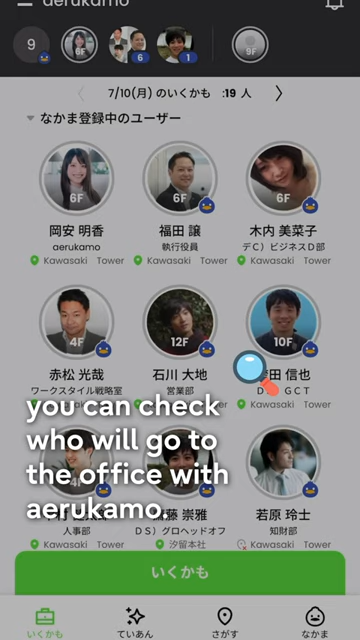 aerukamo
9
6F
6
1
9F
7/10(月) のいくかも :19 人
なかま登録中のユーザー
6F 6F 6F
岡安 明香 福田 譲 木内 美菜子
aerukamo 執行役員 デC）ビジネスD部
Kawasaki Tower Kawasaki Tower Kawasaki Tower
4F 12F 10F
赤松 光哉 石川 大地 田 信也
ワークスタイル戦略室 営業部 GCT
Kawasaki Kawasaki Tower Kawasaki Tower
you can check
who will go to
the office with
aerukamo.
崇雅 若原 玲士
人事部 DS）グロヘッドオフ 知財部
Kawasaki Tower 汐留本社 Kawasaki Tower
いくかも
いくかも ていあん さがす なかま